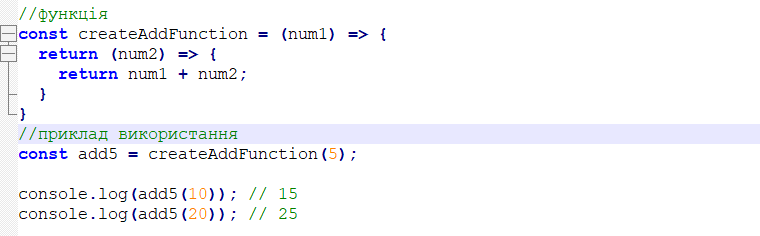 //функція
const createAddFunction = (num1) => {
  return (num2) => {
    return num1 + num2;
  }
}
//приклад використання
const add5 = createAddFunction(5);

console.log(add5(10)); // 15
console.log(add5(20)); // 25